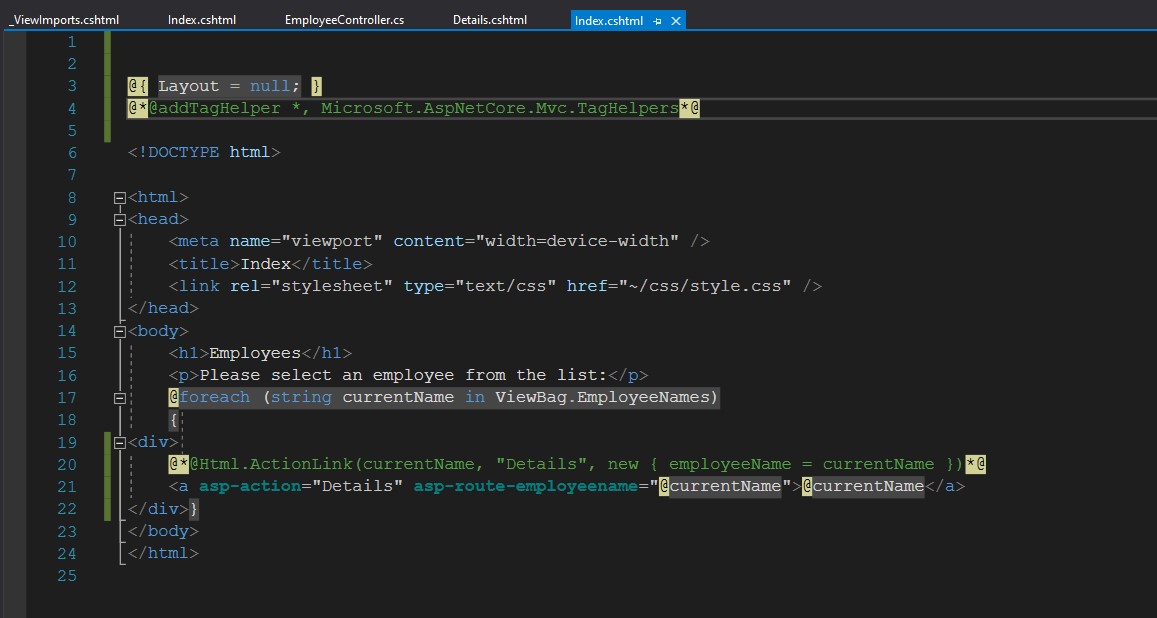 _ViewImports.cshtml Index.cshtml EmployeeController.cs Details.cshtml Index.cshtml
1
2
3 @{ Layout = null; }
4 @*@addTagHelper *, Microsoft.AspNetCore.Mvc.TagHelpers*@
5
6 <!DOCTYPE html>
7
8 <html>
9 <head>
10 <meta name="viewport" content="width=device-width" />
11 <title>Index</title>
12 <link rel="stylesheet" type="text/css" href="~/css/style.css" />
13 </head>
14 <body>
15 <h1>Employees</h1>
16 <p>Please select an employee from the list:</p>
17 @foreach (string currentName in ViewBag.EmployeeNames)
18 {
19 <div>
20 @*@Html.ActionLink(currentName, "Details", new { employeeName = currentName })*@
21 <a asp-action="Details" asp-route-employeename="@currentName">@currentName</a>
22 </div>}
23 </body>
24 </html>
25